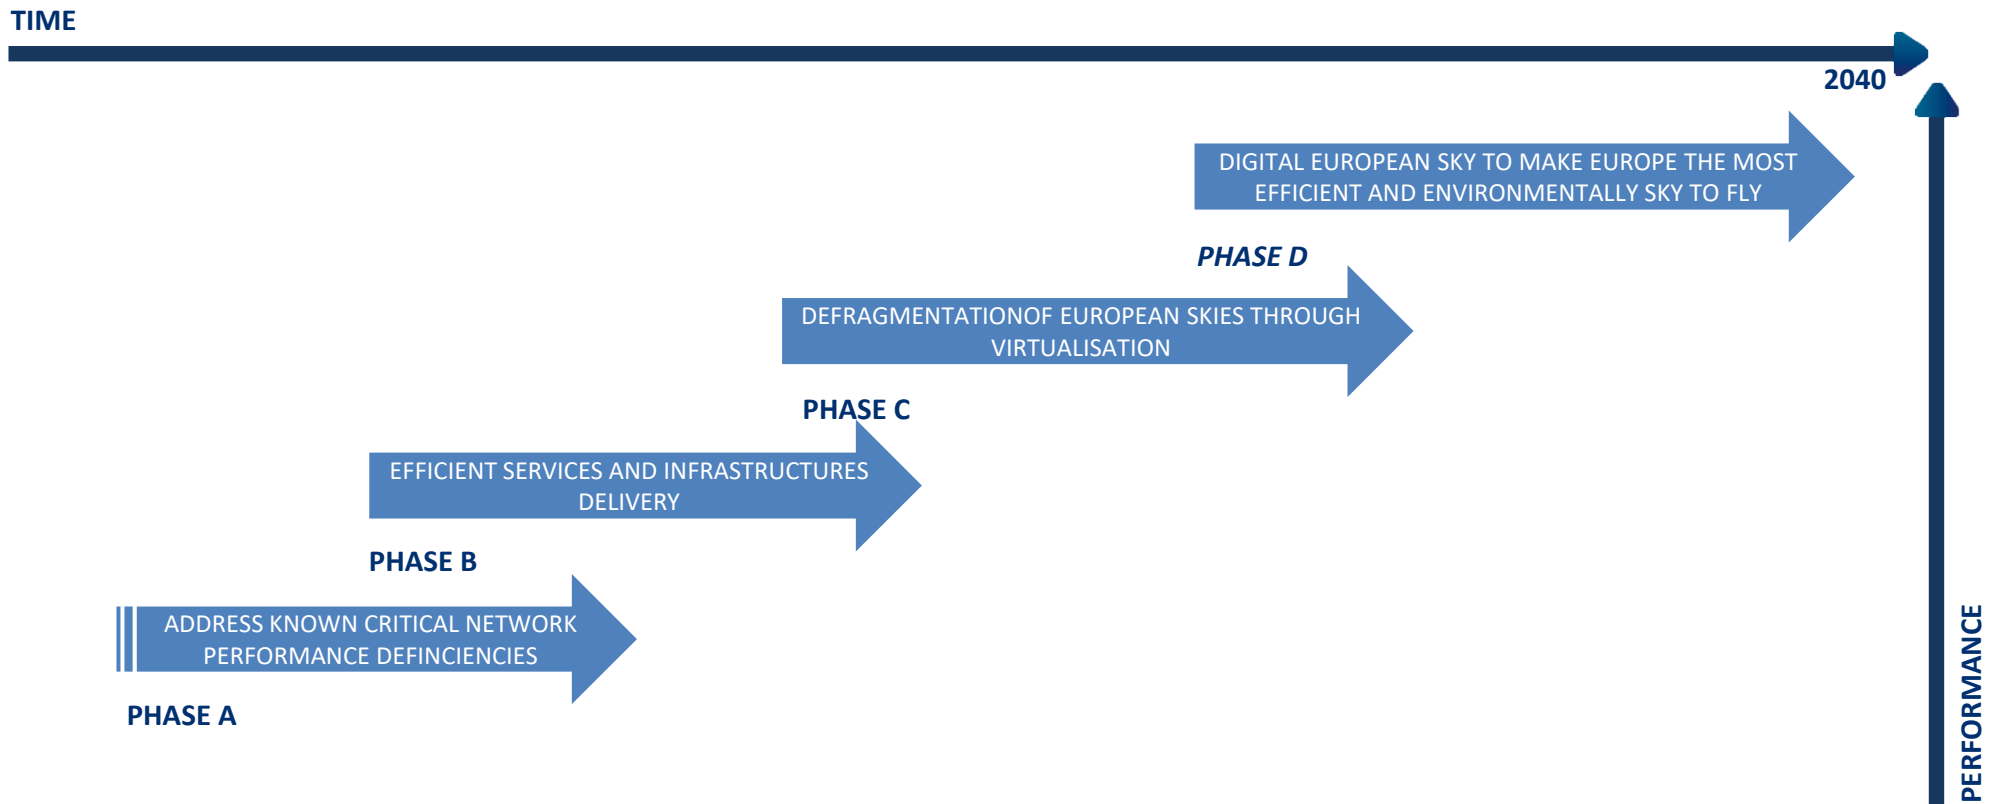 TIME
2040
DIGITAL EUROPEAN SKY TO MAKE EUROPE THE MOST
EFFICIENT AND ENVIRONMENTALLY SKY TO FLY
PHASE D
DEFRAGMENTATIONOF EUROPEAN SKIES THROUGH
VIRTUALISATION
PHASE C
EFFICIENT SERVICES AND INFRASTRUCTURES
DELIVERY
PHASE B
ADDRESS KNOWN CRITICAL NETWORK
PERFORMANCE DEFINCIENCIES
PHASE A
PERFORMANCE